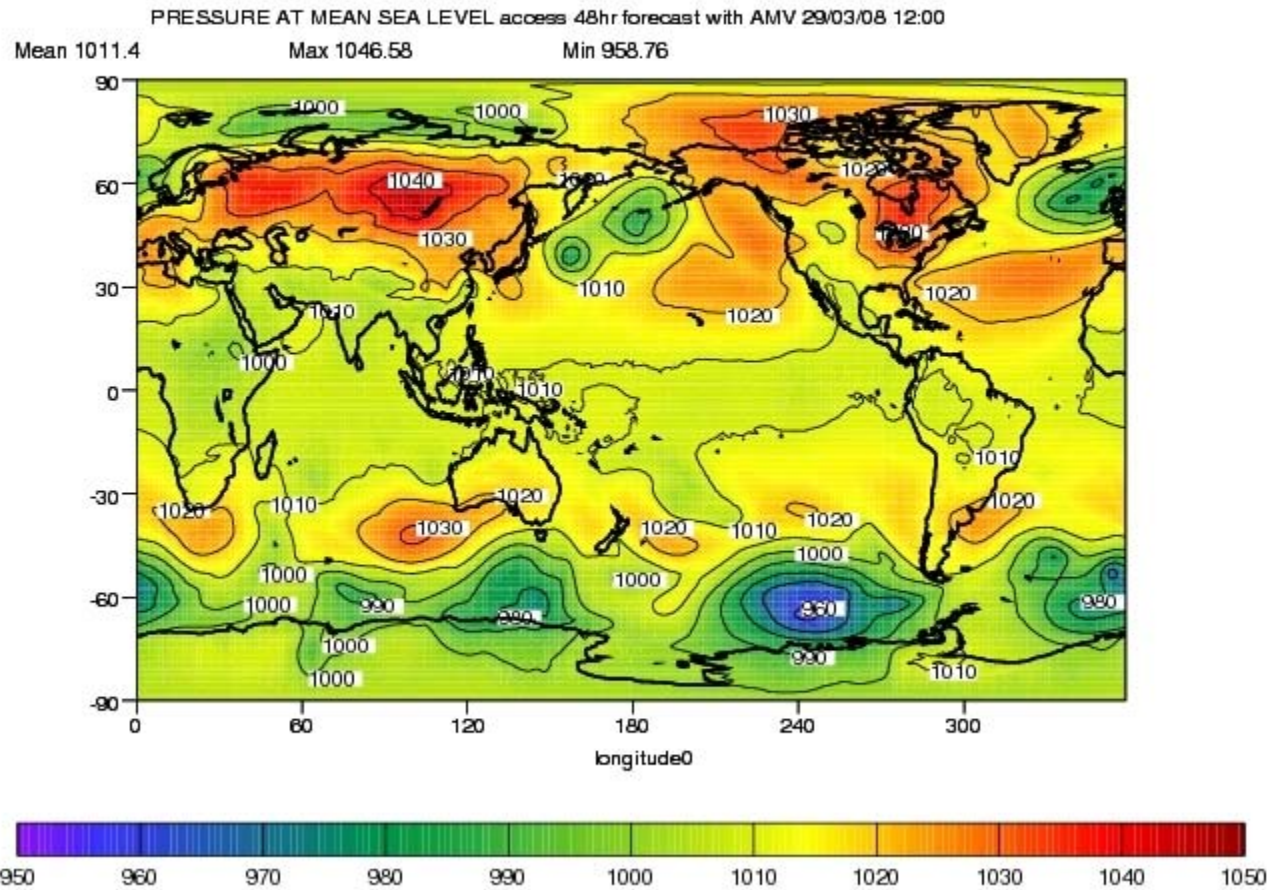 PRESSURE AT MEAN SEA LEVEL access 48hr forecast with AMV 29/03/08 12:00
Mean 1011.4 Max 1046.58 Min 958.76
90
1000 1000 1030
60 1040 1020
1030
30 1010 1020 1020
1010
1000
0 1010 1010
1010
-30 1020 1010 1020 1030 1020 1020 1010 1020
1000 1000 1000
-60 1000 990 980 960 980
1000 990
1000 1010
-90
0 60 120 180 240 300
longitude0
950 960 970 980 990 1000 1010 1020 1030 1040 1050